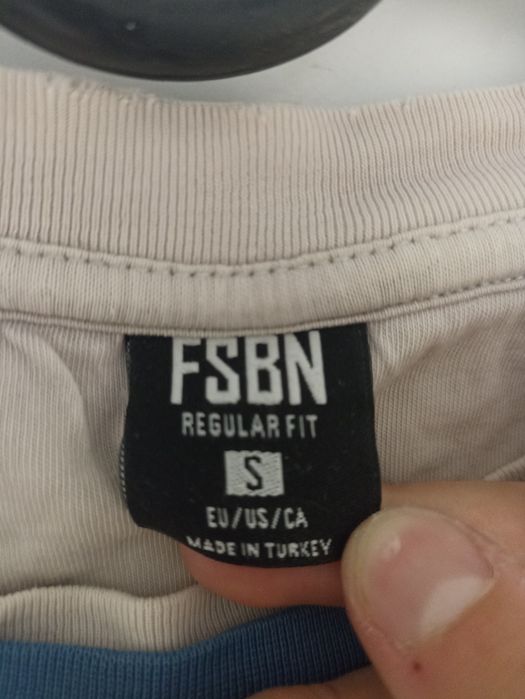 FSBN
REGULAR FIT
S
EU/US/CA
MADE IN TURKEY